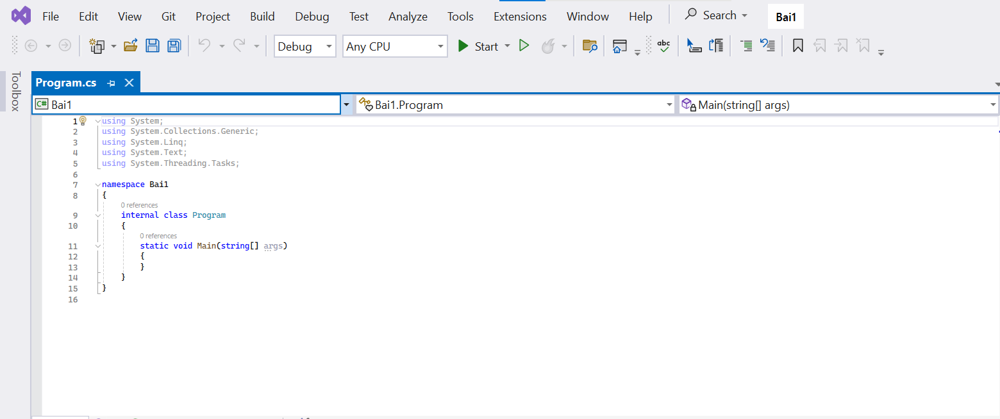 File Edit View Git Project Build Debug Test Analyze Tools Extensions Window Help Search Bai1
Debug Any CPU Start abc
Toolbox
Program.cs
C# Bai1 Bai1.Program Main(string[] args)
1 using System;
2 using System.Collections.Generic;
3 using System.Linq;
4 using System.Text;
5 using System.Threading.Tasks;
6
7 namespace Bai1
8 {
0 references
9 internal class Program
10 {
0 references
11 static void Main(string[] args)
12 {
13 }
14 }
15 }
16